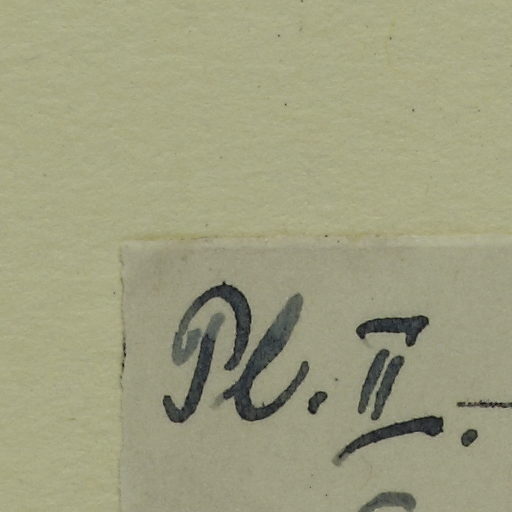 Pl. II. —